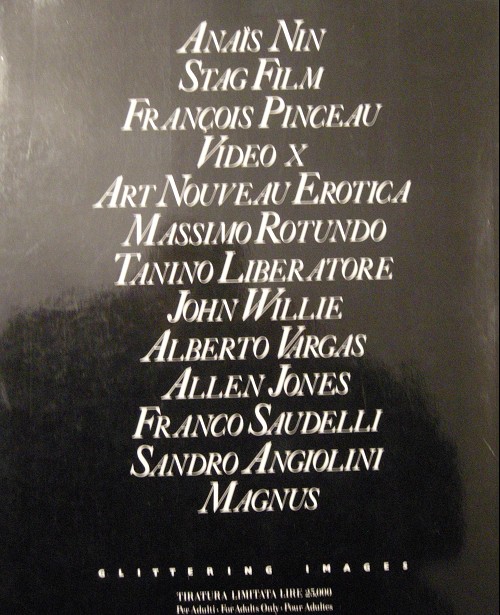 ANAÏS NIN
STAG FILM
FRANÇOIS PINCEAU
VIDEO X
ART NOUVEAU EROTICA
MASSIMO ROTUNDO
TANINO LIBERATORE
JOHN WILLIE
ALBERTO VARGAS
ALLEN JONES
FRANCO SAUDELLI
SANDRO ANGIOLINI
MAGNUS
GLITTERING IMAGES
TIRATURA LIMITATA LIRE 25.000
Per Adulti · For Adults Only · Pour Adultes